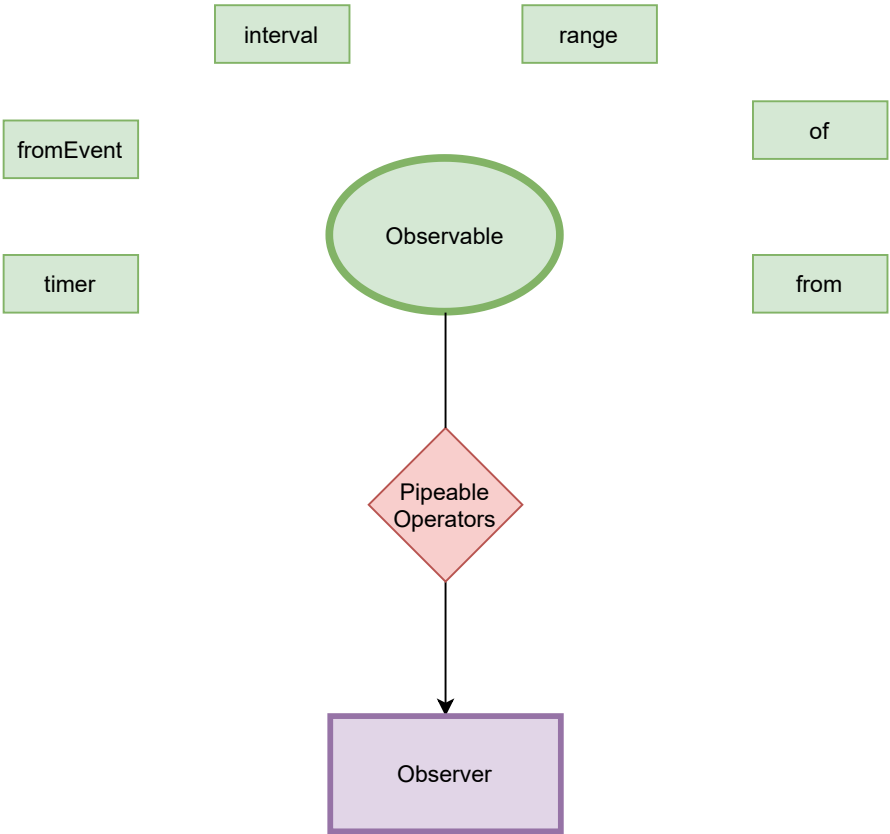 interval
range
of
fromEvent
Observable
timer
from
Pipeable
Operators
Observer